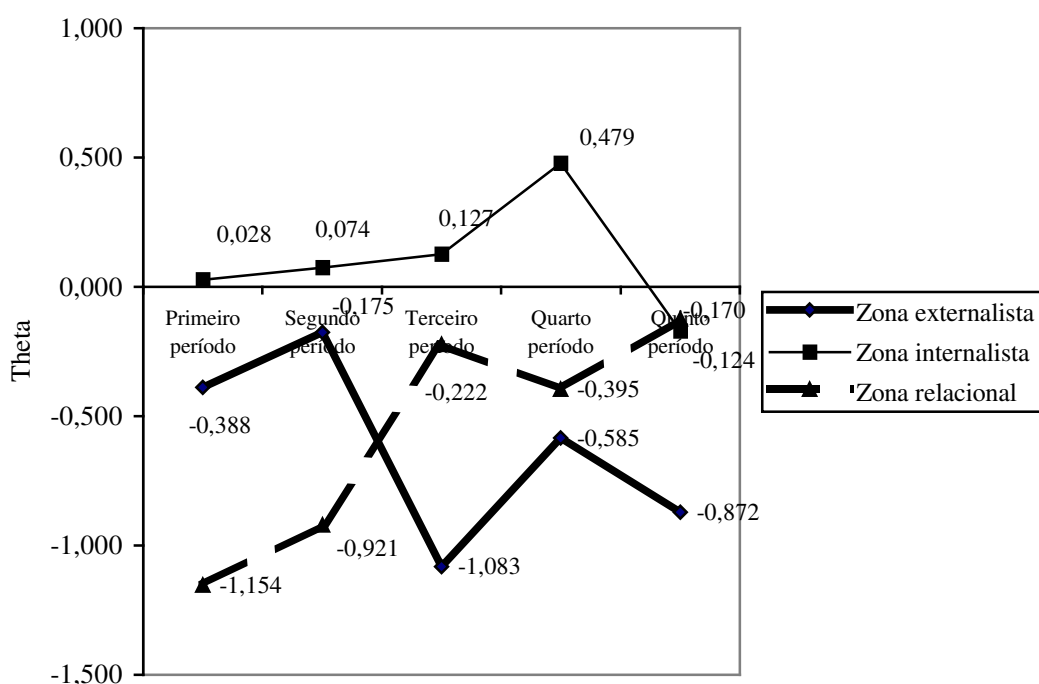 1,000
0,500
0,000
-0,500
-1,000
-1,500
Theta
0,479
0,127
0,074
0,028
-0,175
-0,170
Primeiro
período
Segundo
período
Terceiro
período
Quarto
período
Quinto
período
-0,124
-0,222
-0,395
-0,388
-0,585
-0,872
-0,921
-1,083
-1,154
Zona externalista
Zona internalista
Zona relacional